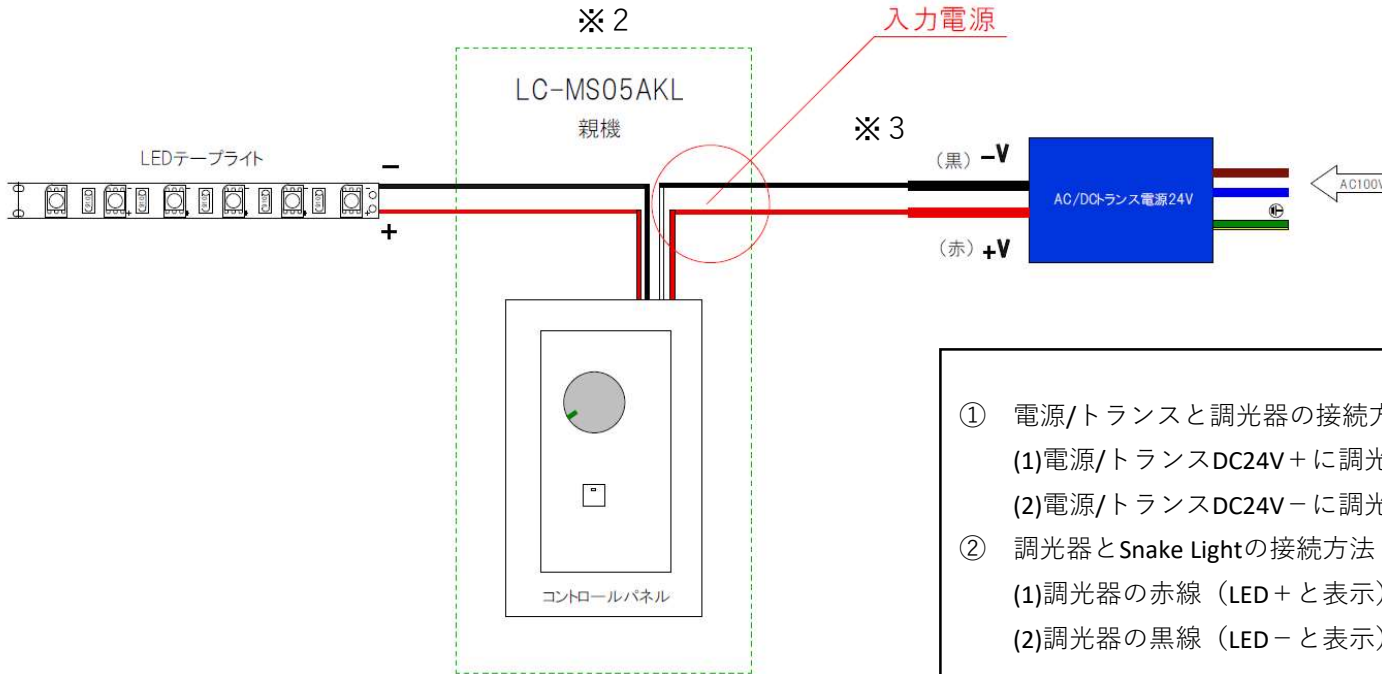 ※２
入力電源
LC-MS05AKL
親機
※３
LEDテープライト
−
+
（黒）−V
（赤）+V
AC/DCトランス電源24V
AC100V
コントロールパネル
① 電源/トランスと調光器の接続方
(1)電源/トランスDC24V＋に調光
(2)電源/トランスDC24V－に調光
② 調光器とSnake Lightの接続方法
(1)調光器の赤線（LED＋と表示）
(2)調光器の黒線（LED－と表示）